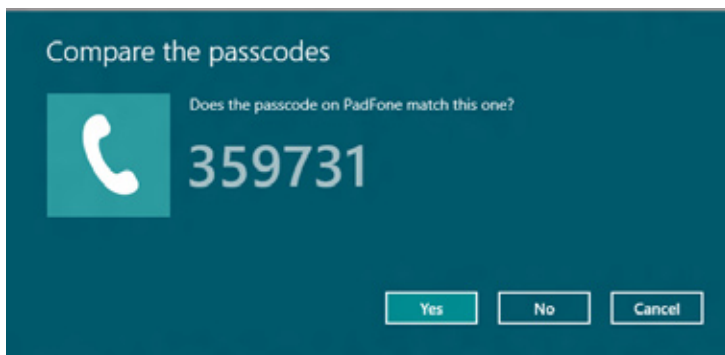 Compare the passcodes
Does the passcode on PadFone match this one?
359731
Yes No Cancel